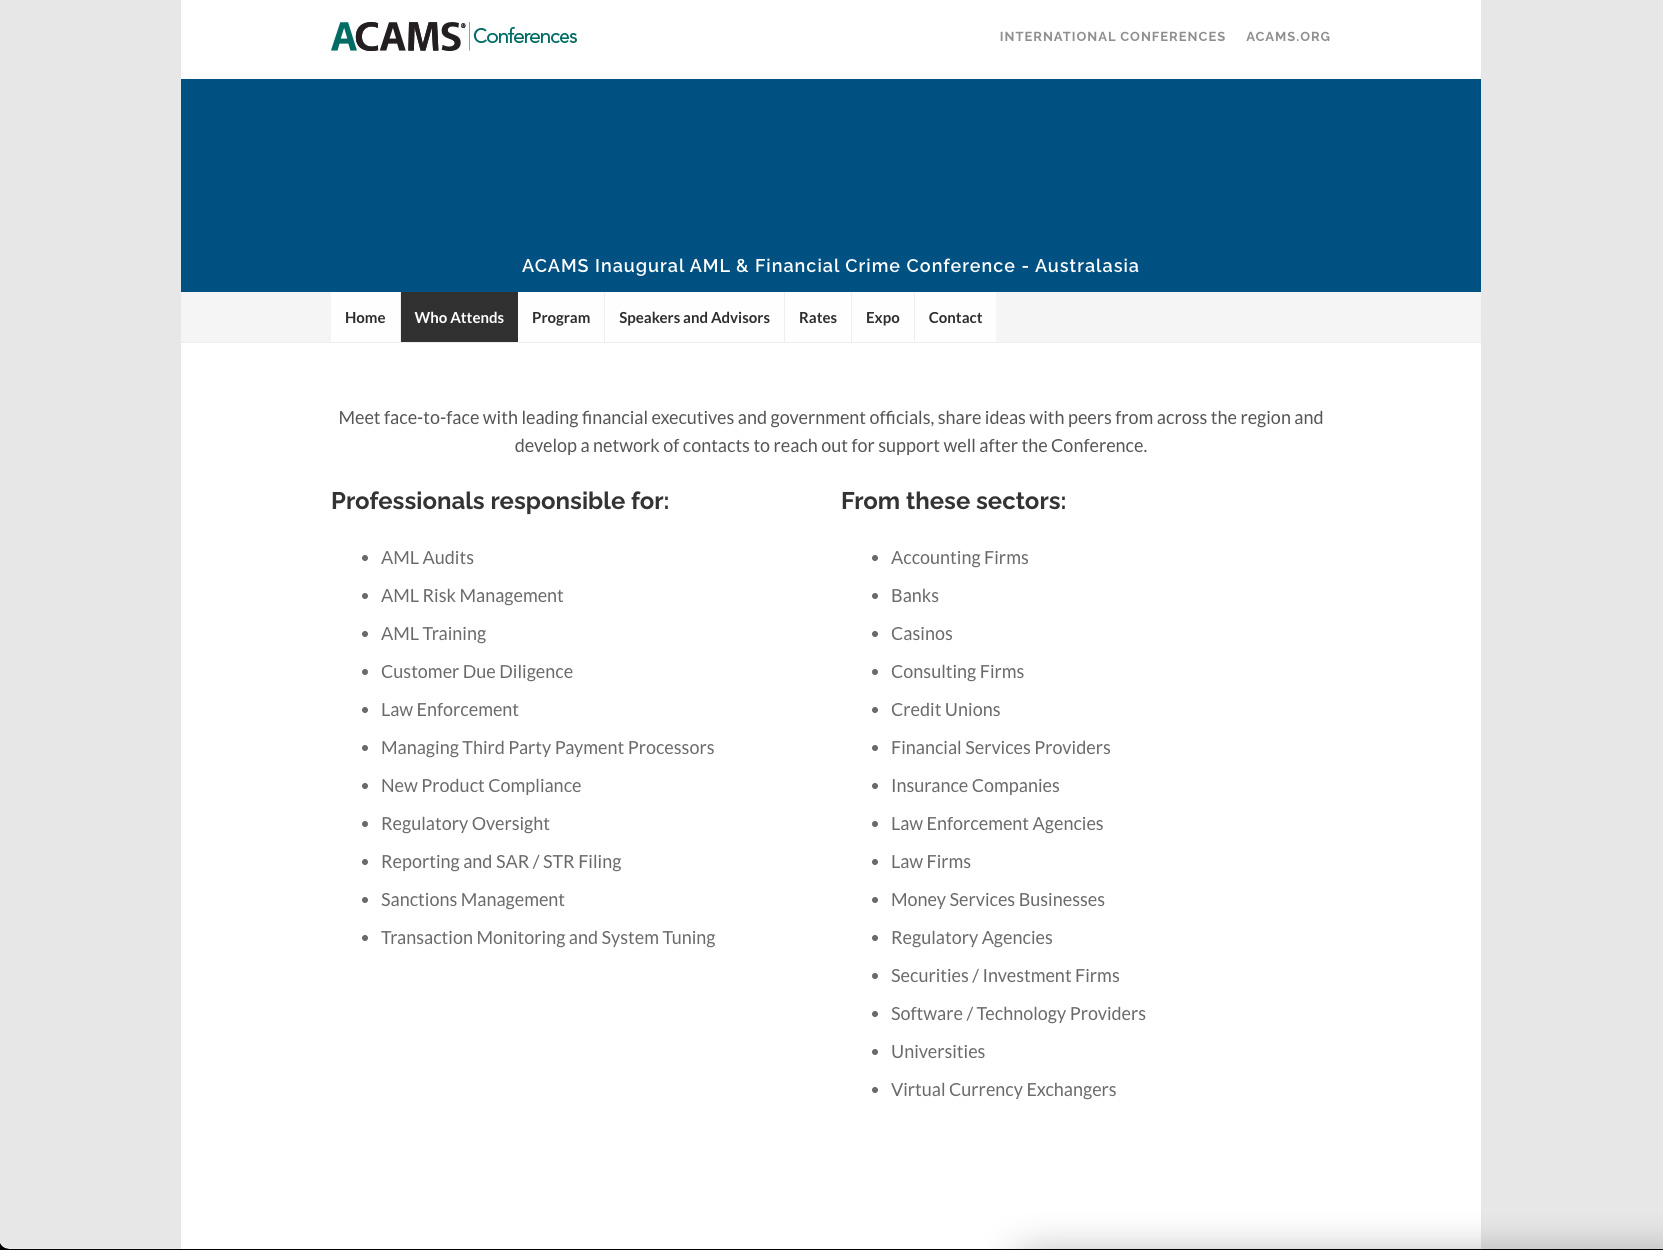 ACAMS® Conferences
INTERNATIONAL CONFERENCES ACAMS.ORG
ACAMS Inaugural AML & Financial Crime Conference - Australasia
Home Who Attends Program Speakers and Advisors Rates Expo Contact
Meet face-to-face with leading financial executives and government officials, share ideas with peers from across the region and
develop a network of contacts to reach out for support well after the Conference.
Professionals responsible for:
• AML Audits
• AML Risk Management
• AML Training
• Customer Due Diligence
• Law Enforcement
• Managing Third Party Payment Processors
• New Product Compliance
• Regulatory Oversight
• Reporting and SAR / STR Filing
• Sanctions Management
• Transaction Monitoring and System Tuning
From these sectors:
• Accounting Firms
• Banks
• Casinos
• Consulting Firms
• Credit Unions
• Financial Services Providers
• Insurance Companies
• Law Enforcement Agencies
• Law Firms
• Money Services Businesses
• Regulatory Agencies
• Securities / Investment Firms
• Software / Technology Providers
• Universities
• Virtual Currency Exchangers